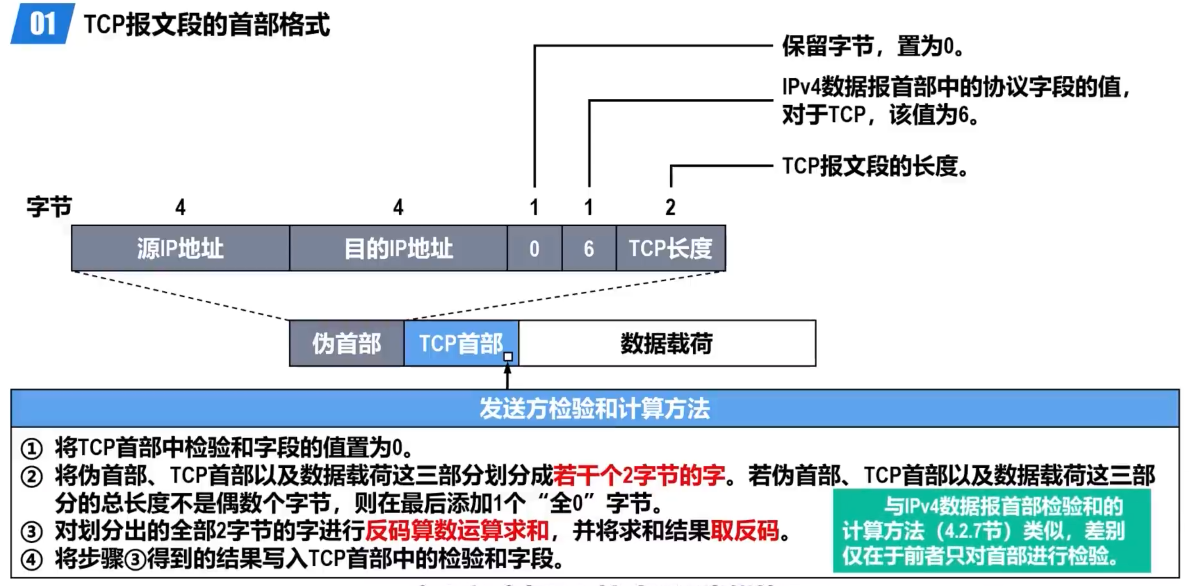 01 TCP报文段的首部格式
保留字节，置为0。
IPv4数据报首部中的协议字段的值，
对于TCP，该值为6。
TCP报文段的长度。
字节 4 4 1 1 2
源IP地址 目的IP地址 0 6 TCP长度
伪首部 TCP首部 数据载荷
发送方检验和计算方法
① 将TCP首部中检验和字段的值置为0。
② 将伪首部、TCP首部以及数据载荷这三部分划分成若干个2字节的字。若伪首部、TCP首部以及数据载荷这三部
分的总长度不是偶数个字节，则在最后添加1个“全0”字节。
③ 对划分出的全部2字节的字进行反码算数运算求和，并将求和结果取反码。
④ 将步骤③得到的结果写入TCP首部中的检验和字段。
与IPv4数据报首部检验和的
计算方法（4.2.7节）类似，差别
仅在于前者只对首部进行检验。